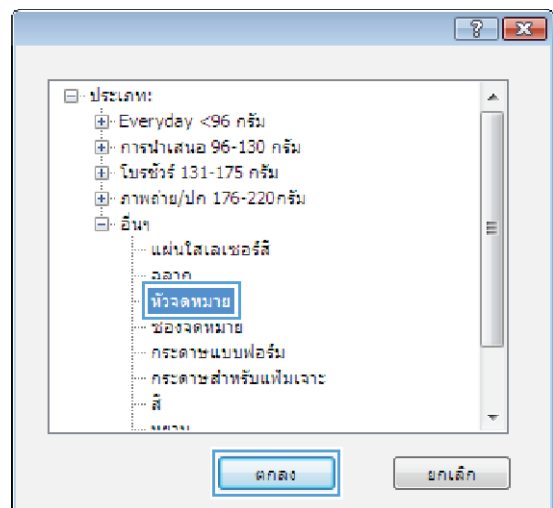 ประเภท:
Everyday <96 กรัม
การนำเสนอ 96-130 กรัม
โบรชัวร์ 131-175 กรัม
ภาพถ่าย/ปก 176-220กรัม
อื่นๆ
แผ่นใสเลเซอร์สี
ฉลาก
หัวจดหมาย
ซองจดหมาย
กระดาษแบบฟอร์ม
กระดาษสำหรับแฟ้มเจาะ
สี
ตกลง ยกเลิก